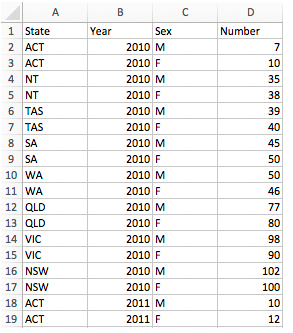 A B C D
1 State Year Sex Number
2 ACT 2010 M 7
3 ACT 2010 F 10
4 NT 2010 M 35
5 NT 2010 F 38
6 TAS 2010 M 39
7 TAS 2010 F 40
8 SA 2010 M 45
9 SA 2010 F 50
10 WA 2010 M 50
11 WA 2010 F 46
12 QLD 2010 M 77
13 QLD 2010 F 80
14 VIC 2010 M 98
15 VIC 2010 F 90
16 NSW 2010 M 102
17 NSW 2010 F 100
18 ACT 2011 M 10
19 ACT 2011 F 12